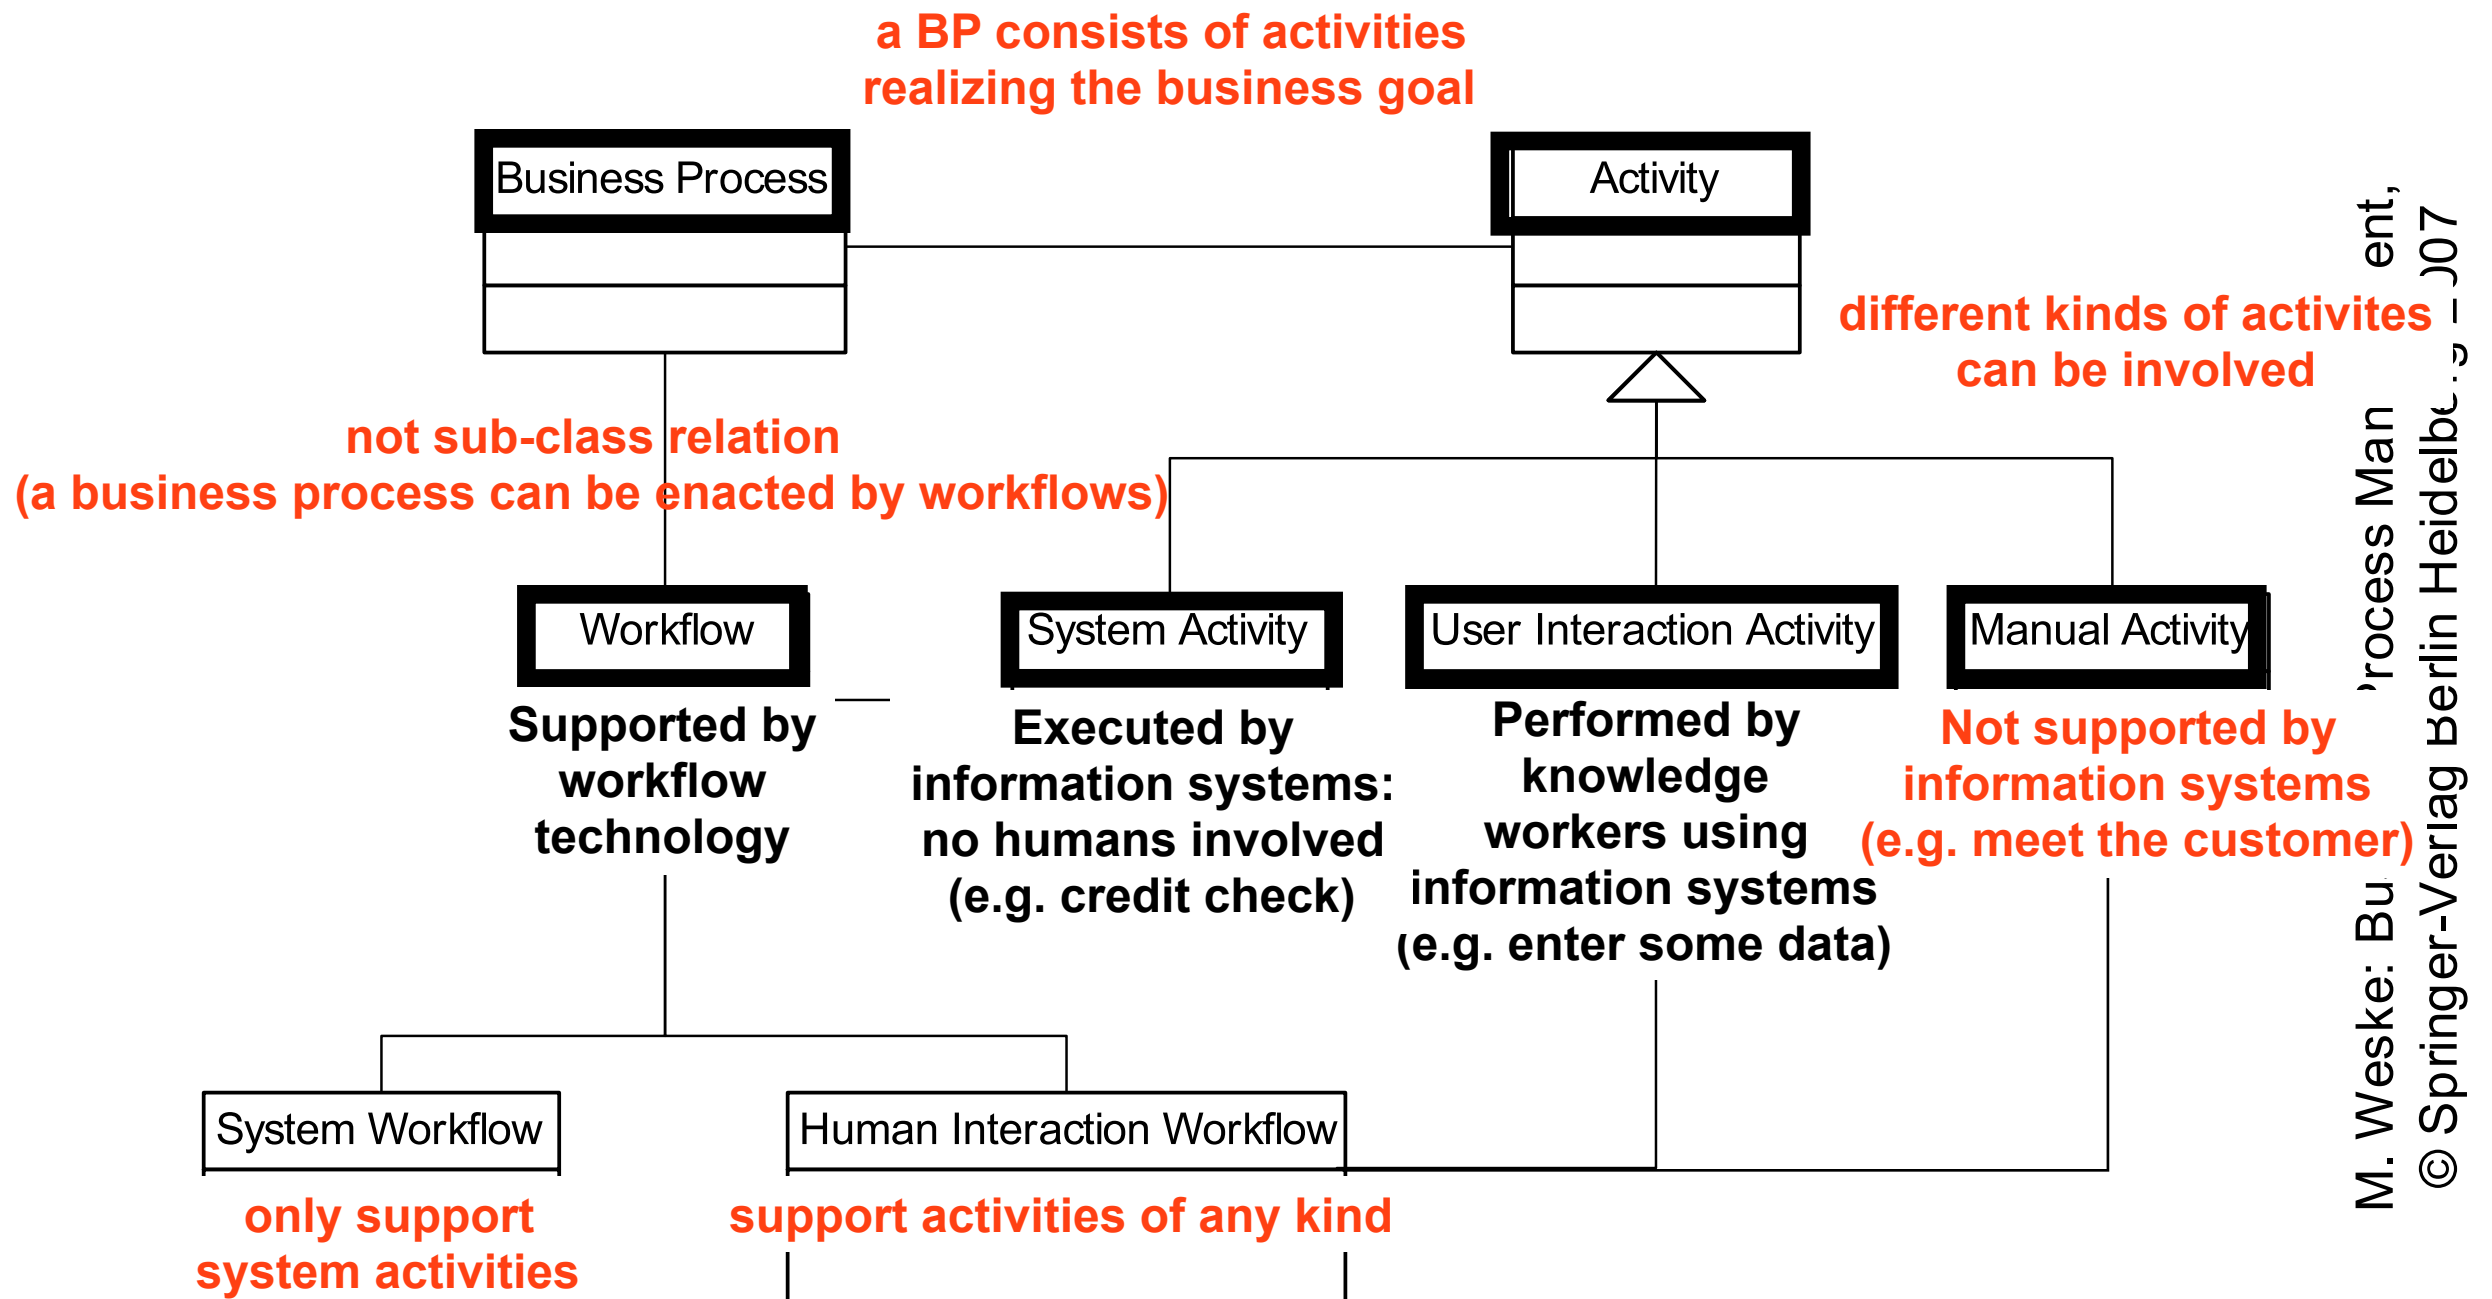 a BP consists of activities
realizing the business goal
Business Process
Activity
different kinds of activites
can be involved
not sub-class relation
(a business process can be enacted by workflows)
Workflow
System Activity
User Interaction Activity
Manual Activity
Supported by
workflow
technology
Executed by
information systems:
no humans involved
(e.g. credit check)
Performed by
knowledge
workers using
information systems
(e.g. enter some data)
Not supported by
information systems
(e.g. meet the customer)
System Workflow
Human Interaction Workflow
only support
system activities
support activities of any kind
M. Weske:
© Springer-Verlag Berlin